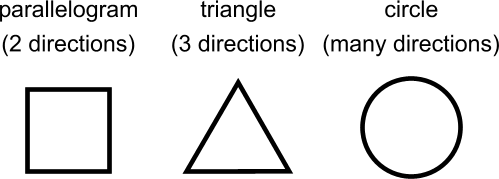 parallelogram triangle circle
(2 directions) (3 directions) (many directions)